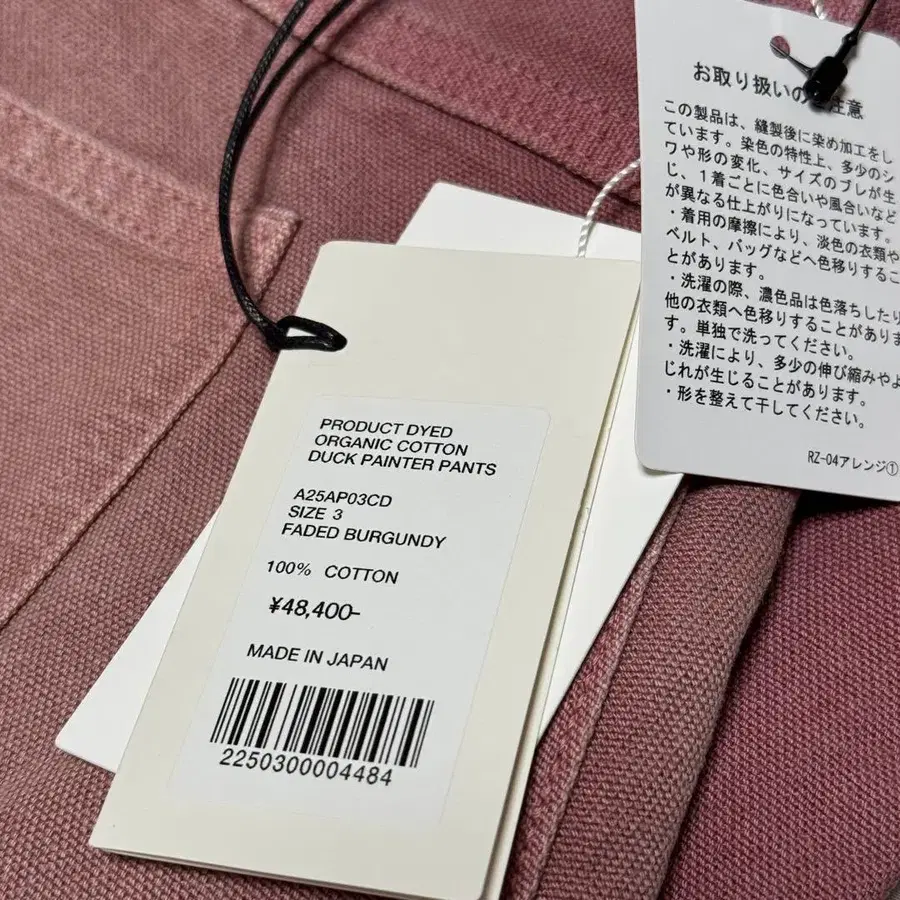 PRODUCT DYED
ORGANIC COTTON
DUCK PAINTER PANTS
A25AP03CD
SIZE 3
FADED BURGUNDY
100% COTTON
¥48,400-
MADE IN JAPAN
2250300004484
お取り扱いの ご注意
この製品は、縫製後に染め加工をし
ています。染色の特性上、多少のシ
ワや形の変化、サイズのブレが生
じ、1着ごとに色合いや風合いなど
が異なる仕上がりになっています。
・着用の摩擦により、淡色の衣類や
ベルト、バッグなどへ色移りするこ
とがあります。
・洗濯の際、濃色品は色落ちしたり
他の衣類へ色移りすることがありま
す。単独で洗ってください。
・洗濯により、多少の伸び縮みやよ
じれが生じることがあります。
・形を整えて干してください。
RZ-04アレンジ①